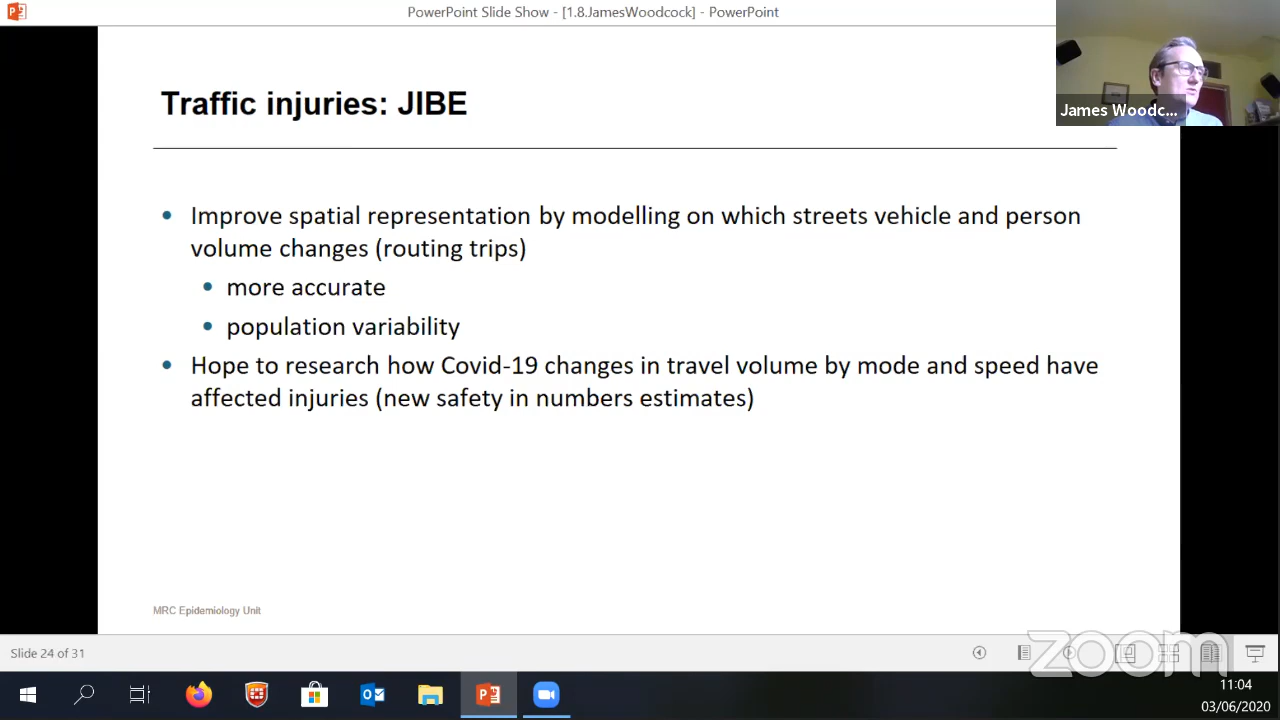 PowerPoint Slide Show - [1.8.JamesWoodcock] - PowerPoint
James Woodc...
Traffic injuries: JIBE
• Improve spatial representation by modelling on which streets vehicle and person
volume changes (routing trips)
• more accurate
• population variability
• Hope to research how Covid-19 changes in travel volume by mode and speed have
affected injuries (new safety in numbers estimates)
MRC Epidemiology Unit
Slide 24 of 31
zoom
11:04
03/06/2020